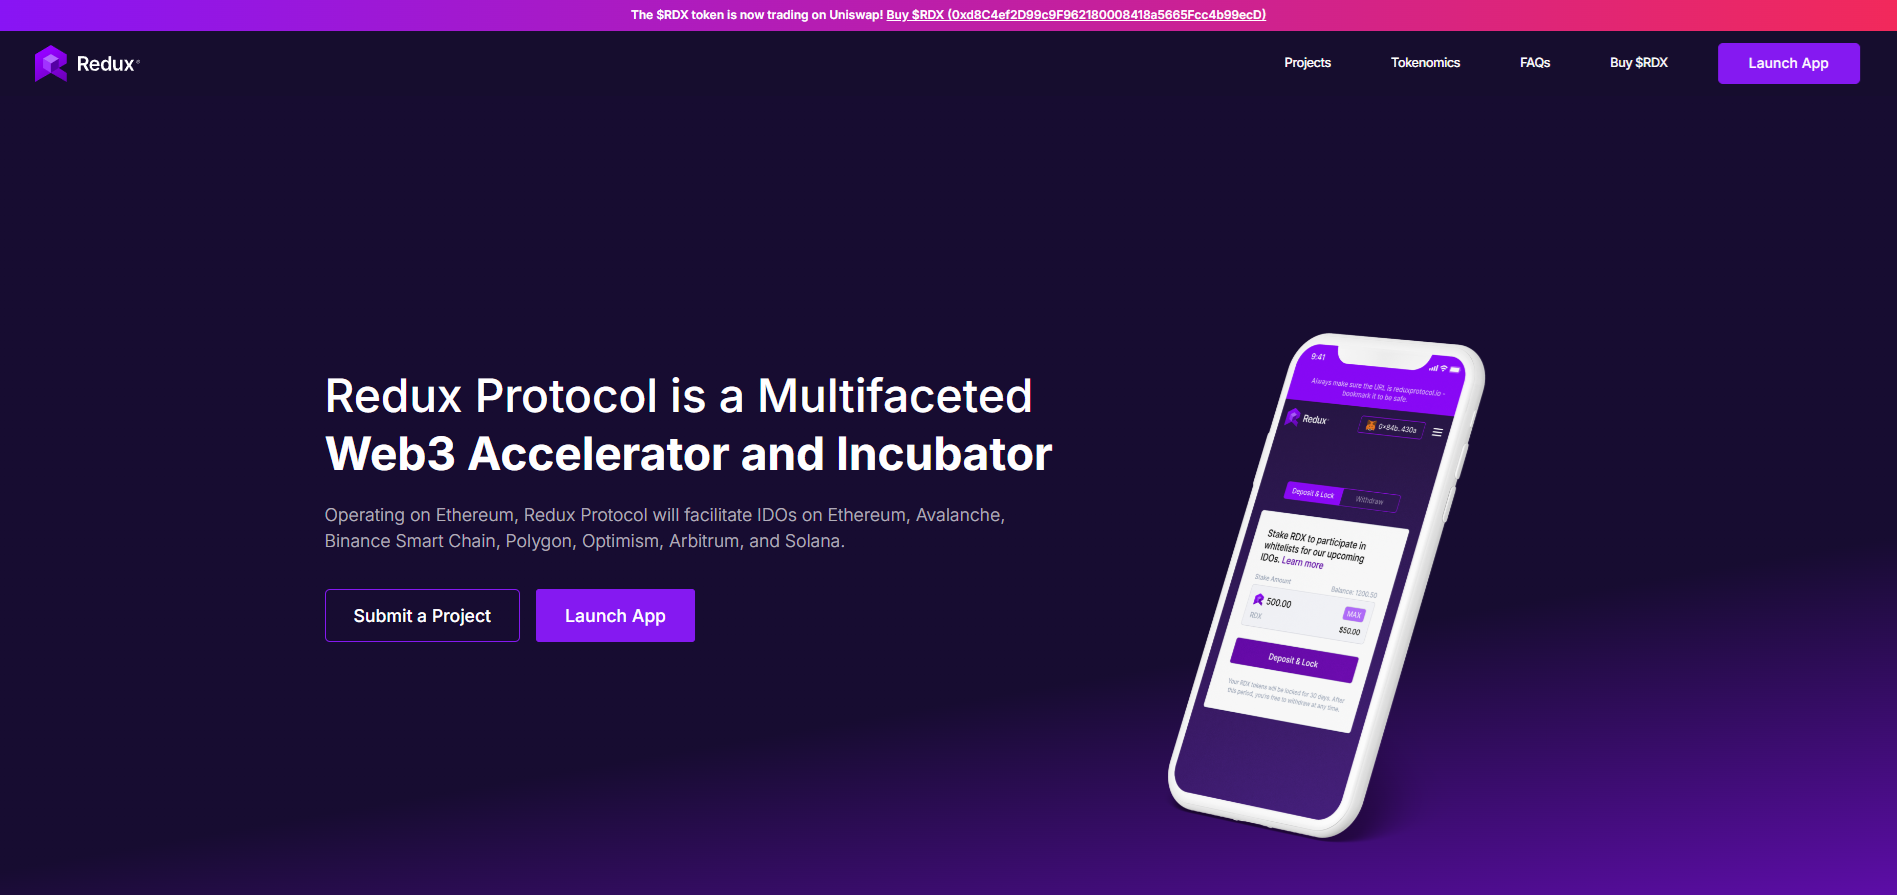 The $RDX token is now trading on Uniswap! Buy $RDX (0xd8C4ef2D99c9F962180008418a5665Fcc4b99ecD)
Redux
Projects
Tokenomics
FAQs
Buy $RDX
Launch App
Redux Protocol is a Multifaceted
Web3 Accelerator and Incubator
Operating on Ethereum, Redux Protocol will facilitate IDOs on Ethereum, Avalanche,
Binance Smart Chain, Polygon, Optimism, Arbitrum, and Solana.
Submit a Project
Launch App
9:41
Always make sure the URL is reduxprotocol.io -
bookmark it to be safe.
Redux
0x84b..430a
Deposit & Lock
Withdraw
Stake RDX to participate in
whitelists for our upcoming
IDOs. Learn more
Stake Amount
Balance: 1200.50
500.00
MAX
RDX
$50.00
Deposit & Lock
Your RDX tokens will be locked for 30 days. After
this period, you're free to withdraw at any time.